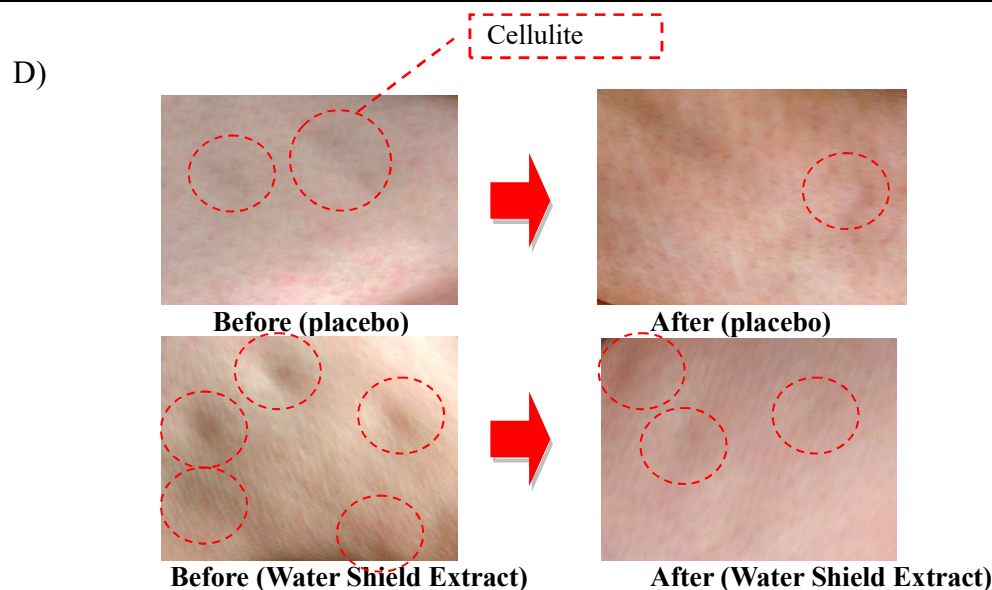 Cellulite
D)
Before (placebo)
After (placebo)
Before (Water Shield Extract)
After (Water Shield Extract)